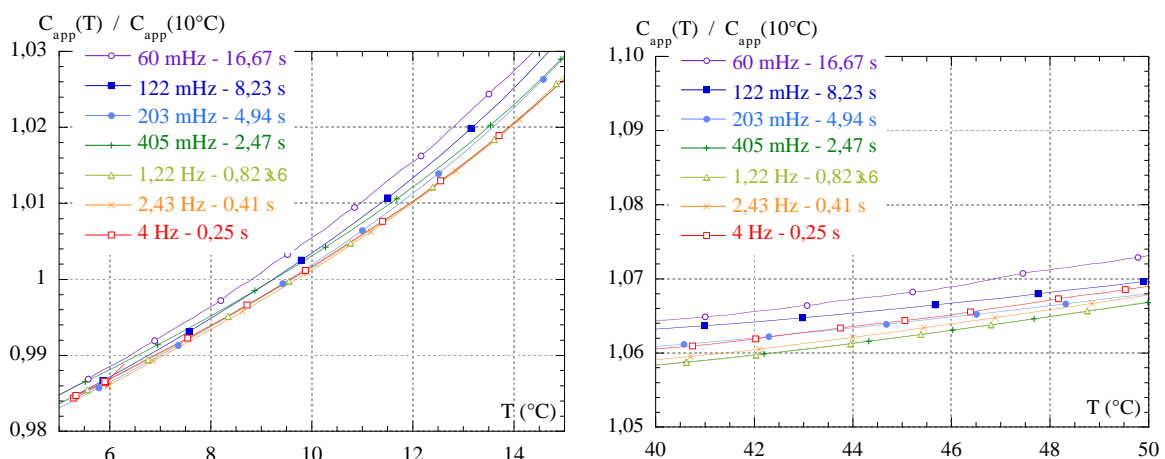 C_app(T) / C_app(10°C)
1,03
1,02
1,01
1
0,99
0,98
60 mHz - 16,67 s
122 mHz - 8,23 s
203 mHz - 4,94 s
405 mHz - 2,47 s
1,22 Hz - 0,82
2,43 Hz - 0,41 s
4 Hz - 0,25 s
T (°C)
6
8
10
12
14
C_app(T) / C_app(10°C)
1,10
1,09
1,08
1,07
1,06
1,05
60 mHz - 16,67 s
122 mHz - 8,23 s
203 mHz - 4,94 s
405 mHz - 2,47 s
1,22 Hz - 0,82
2,43 Hz - 0,41 s
4 Hz - 0,25 s
T (°C)
40
42
44
46
48
50